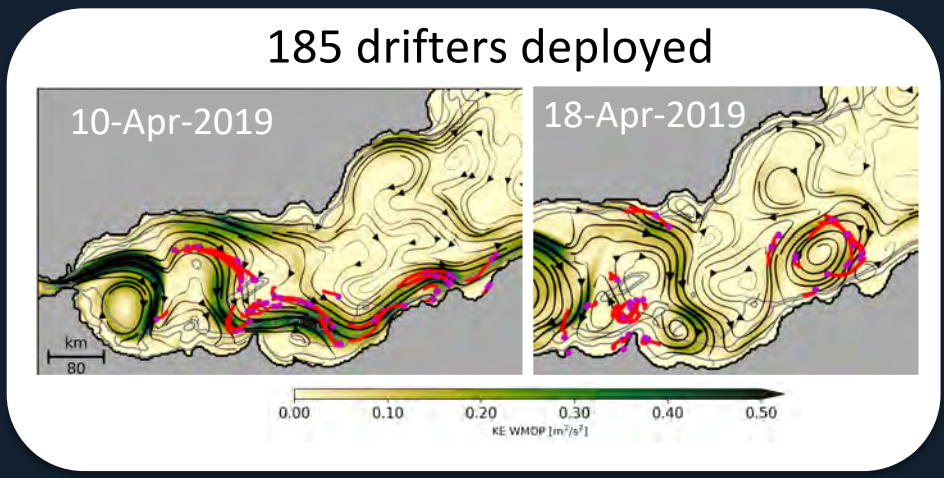 185 drifters deployed
10-Apr-2019
18-Apr-2019
km
80
0.00 0.10 0.20 0.30 0.40 0.50
KE WMOP [m²/s²]